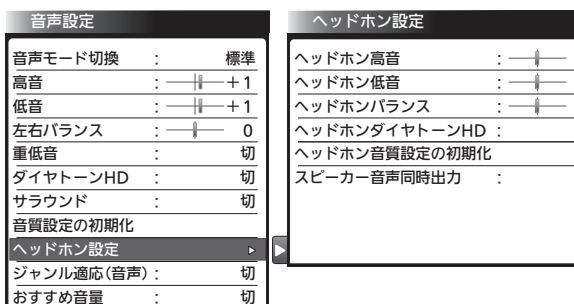 音声設定
音声モード切換 : 標準
高音 : +1
低音 : +1
左右バランス : 0
重低音 : 切
ダイヤトーンHD : 切
サラウンド : 切
音質設定の初期化
ヘッドホン設定
ジャンル適応(音声) : 切
おすすめ音量 : 切
ヘッドホン設定
ヘッドホン高音 :
ヘッドホン低音 :
ヘッドホンバランス :
ヘッドホンダイヤトーンHD :
ヘッドホン音質設定の初期化
スピーカー音声同時出力 :